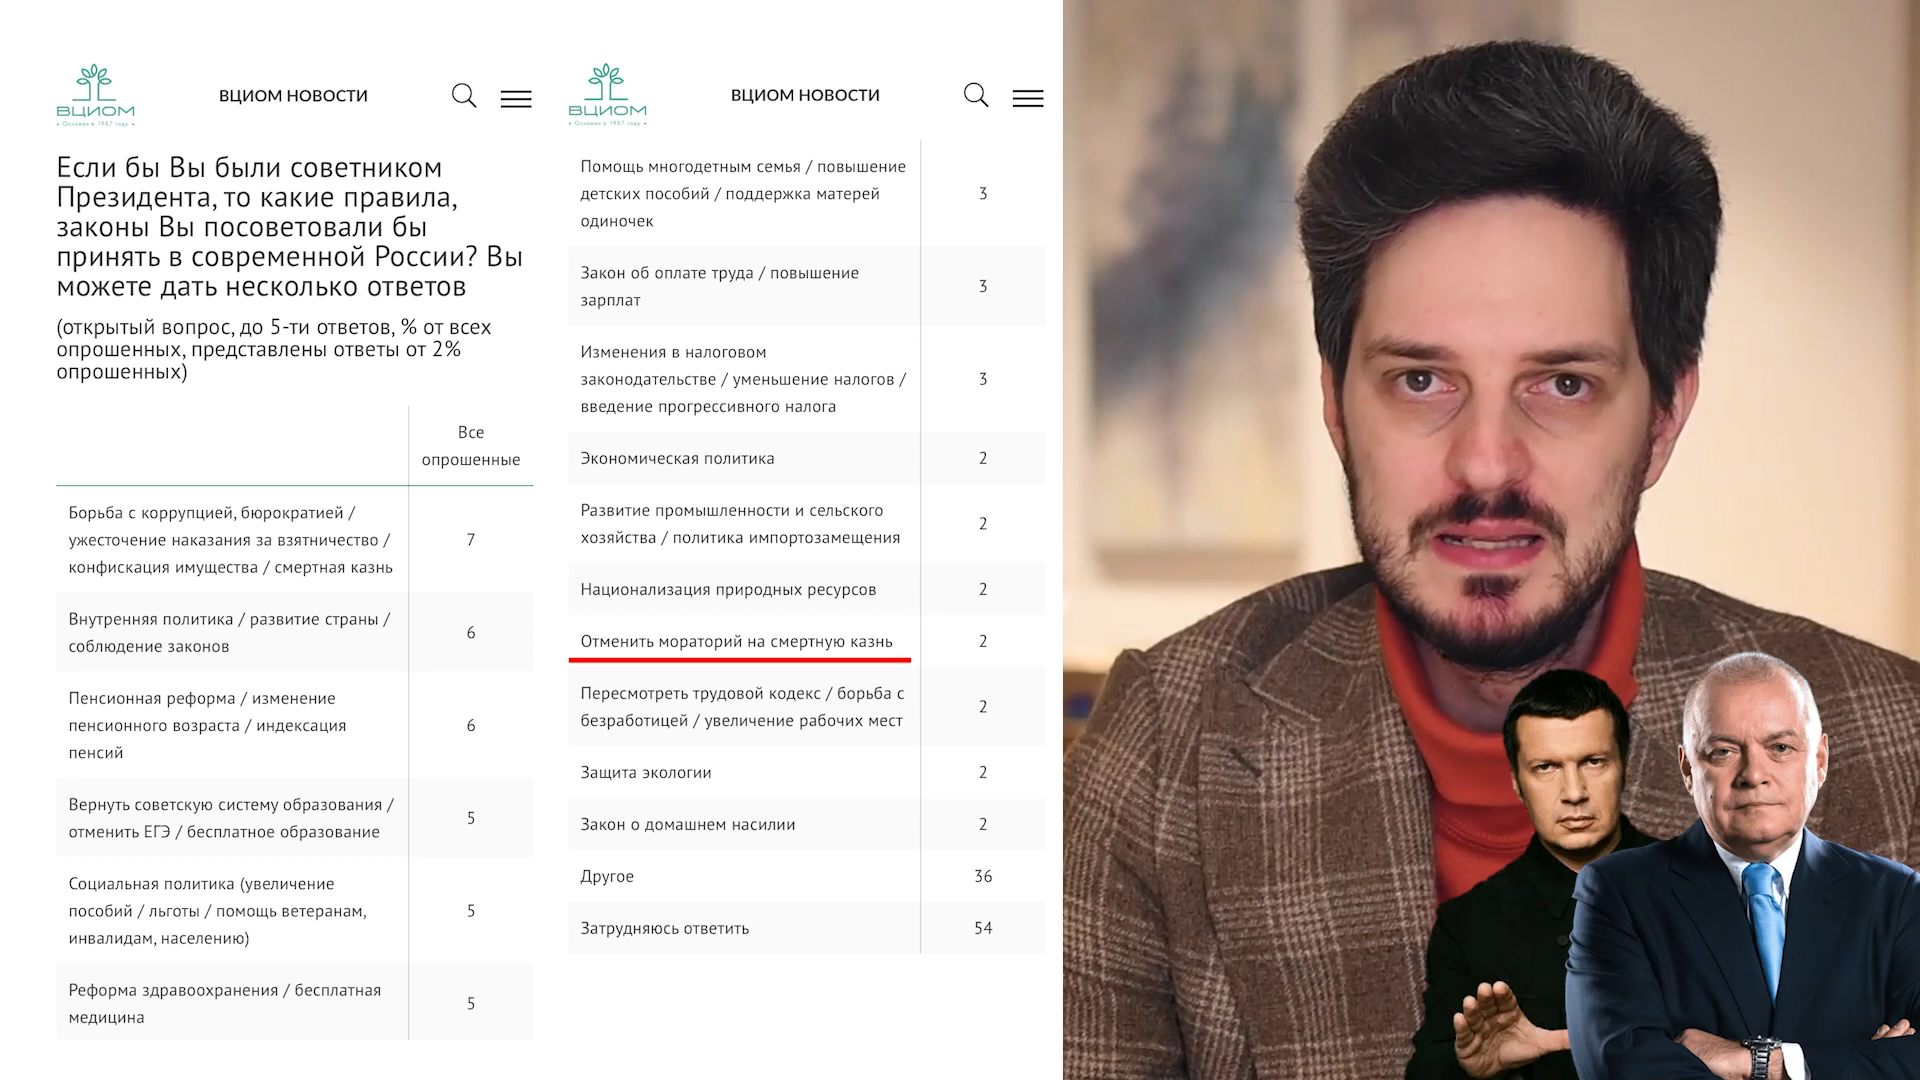 ВЦИОМ
• Основан в 1987 году •
ВЦИОМ НОВОСТИ
Если бы Вы были советником
Президента, то какие правила,
законы Вы посоветовали бы
принять в современной России? Вы
можете дать несколько ответов
(открытый вопрос, до 5-ти ответов, % от всех
опрошенных, представлены ответы от 2%
опрошенных)
Все
опрошенные
Борьба с коррупцией, бюрократией /
ужесточение наказания за взятничество /
конфискация имущества / смертная казнь
7
Внутренняя политика / развитие страны /
соблюдение законов
6
Пенсионная реформа / изменение
пенсионного возраста / индексация
пенсий
6
Вернуть советскую систему образования /
отменить ЕГЭ / бесплатное образование
5
Социальная политика (увеличение
пособий / льготы / помощь ветеранам,
инвалидам, населению)
5
Реформа здравоохранения / бесплатная
медицина
5
ВЦИОМ
• Основан в 1987 году •
ВЦИОМ НОВОСТИ
Помощь многодетным семья / повышение
детских пособий / поддержка матерей
одиночек
3
Закон об оплате труда / повышение
зарплат
3
Изменения в налоговом
законодательстве / уменьшение налогов /
введение прогрессивного налога
3
Экономическая политика
2
Развитие промышленности и сельского
хозяйства / политика импортозамещения
2
Национализация природных ресурсов
2
Отменить мораторий на смертную казнь
2
Пересмотреть трудовой кодекс / борьба с
безработицей / увеличение рабочих мест
2
Защита экологии
2
Закон о домашнем насилии
2
Другое
36
Затрудняюсь ответить
54